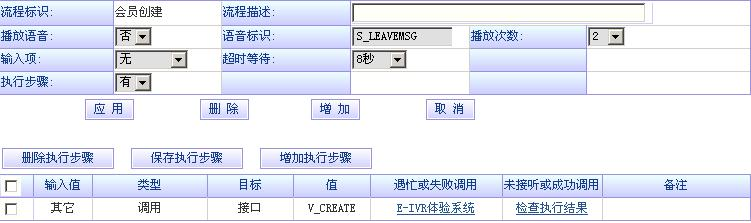 流程标识: 会员创建 流程描述:
播放语音: 否 语音标识: S_LEAVEMSG 播放次数: 2
输入项: 无 超时等待: 8秒
执行步骤: 有
应 用 删 除 增 加 取 消
删除执行步骤 保存执行步骤 增加执行步骤
输入值 类型 目标 值 遇忙或失败调用 未接听或成功调用 备注
其它 调用 接口 V_CREATE E-IVR体验系统 检查执行结果